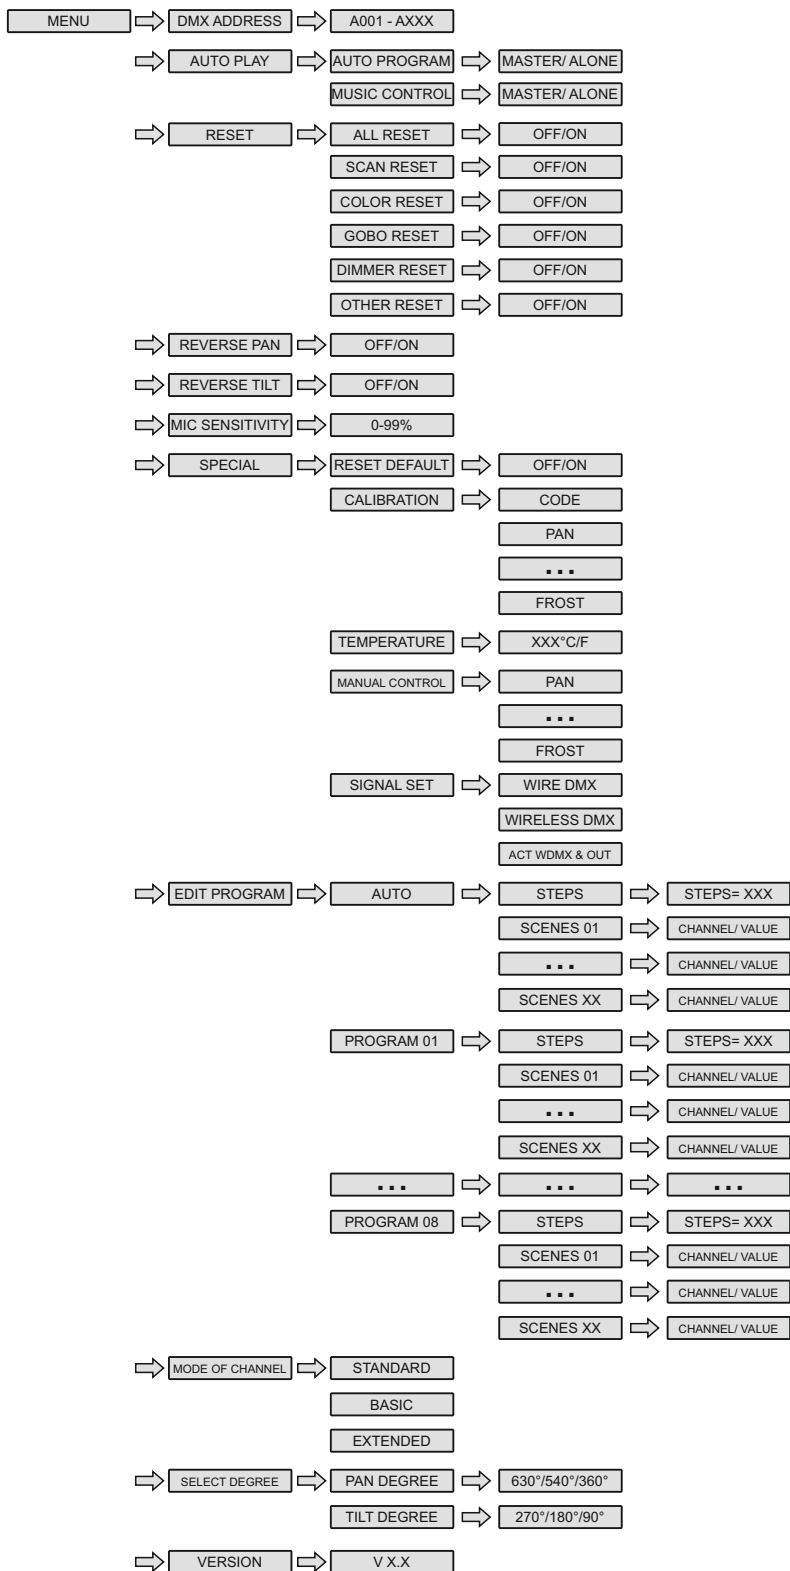 MENU DMX ADDRESS A001 - AXXX
AUTO PLAY AUTO PROGRAM MASTER/ ALONE
MUSIC CONTROL MASTER/ ALONE
RESET ALL RESET OFF/ON
SCAN RESET OFF/ON
COLOR RESET OFF/ON
GOBO RESET OFF/ON
DIMMER RESET OFF/ON
OTHER RESET OFF/ON
REVERSE PAN OFF/ON
REVERSE TILT OFF/ON
MIC SENSITIVITY 0-99%
SPECIAL RESET DEFAULT OFF/ON
CALIBRATION CODE
PAN
...
FROST
TEMPERATURE XXX°C/F
MANUAL CONTROL PAN
...
FROST
SIGNAL SET WIRE DMX
WIRELESS DMX
ACT WDMX & OUT
EDIT PROGRAM AUTO STEPS STEPS= XXX
SCENES 01 CHANNEL/ VALUE
... CHANNEL/ VALUE
SCENES XX CHANNEL/ VALUE
PROGRAM 01 STEPS STEPS= XXX
SCENES 01 CHANNEL/ VALUE
... CHANNEL/ VALUE
SCENES XX CHANNEL/ VALUE
... ... ...
PROGRAM 08 STEPS STEPS= XXX
SCENES 01 CHANNEL/ VALUE
... CHANNEL/ VALUE
SCENES XX CHANNEL/ VALUE
MODE OF CHANNEL STANDARD
BASIC
EXTENDED
SELECT DEGREE PAN DEGREE 630°/540°/360°
TILT DEGREE 270°/180°/90°
VERSION V X.X